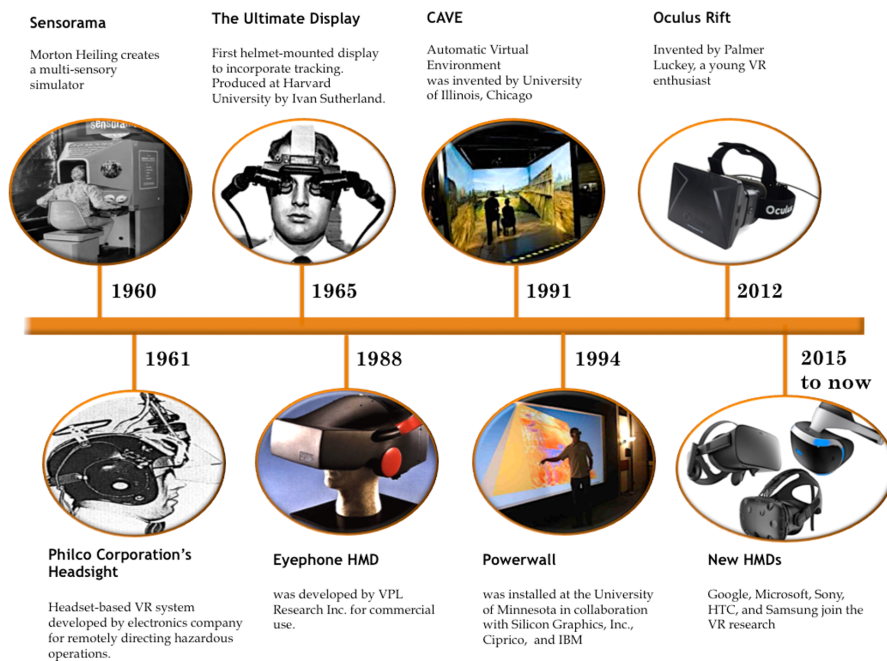 Sensorama
Morton Heiling creates
a multi-sensory
simulator
The Ultimate Display
First helmet-mounted display
to incorporate tracking.
Produced at Harvard
University by Ivan Sutherland.
CAVE
Automatic Virtual
Environment
was invented by University
of Illinois, Chicago
Oculus Rift
Invented by Palmer
Luckey, a young VR
enthusiast
sensorama
Oculus
1960
1965
1991
2012
1961
1988
1994
2015
to now
Philco Corporation's
Headsight
Headset-based VR system
developed by electronics company
for remotely directing hazardous
operations.
Eyephone HMD
was developed by VPL
Research Inc. for commercial
use.
Powerwall
was installed at the University
of Minnesota in collaboration
with Silicon Graphics, Inc.,
Ciprico,  and IBM
New HMDs
Google, Microsoft, Sony,
HTC, and Samsung join the
VR research